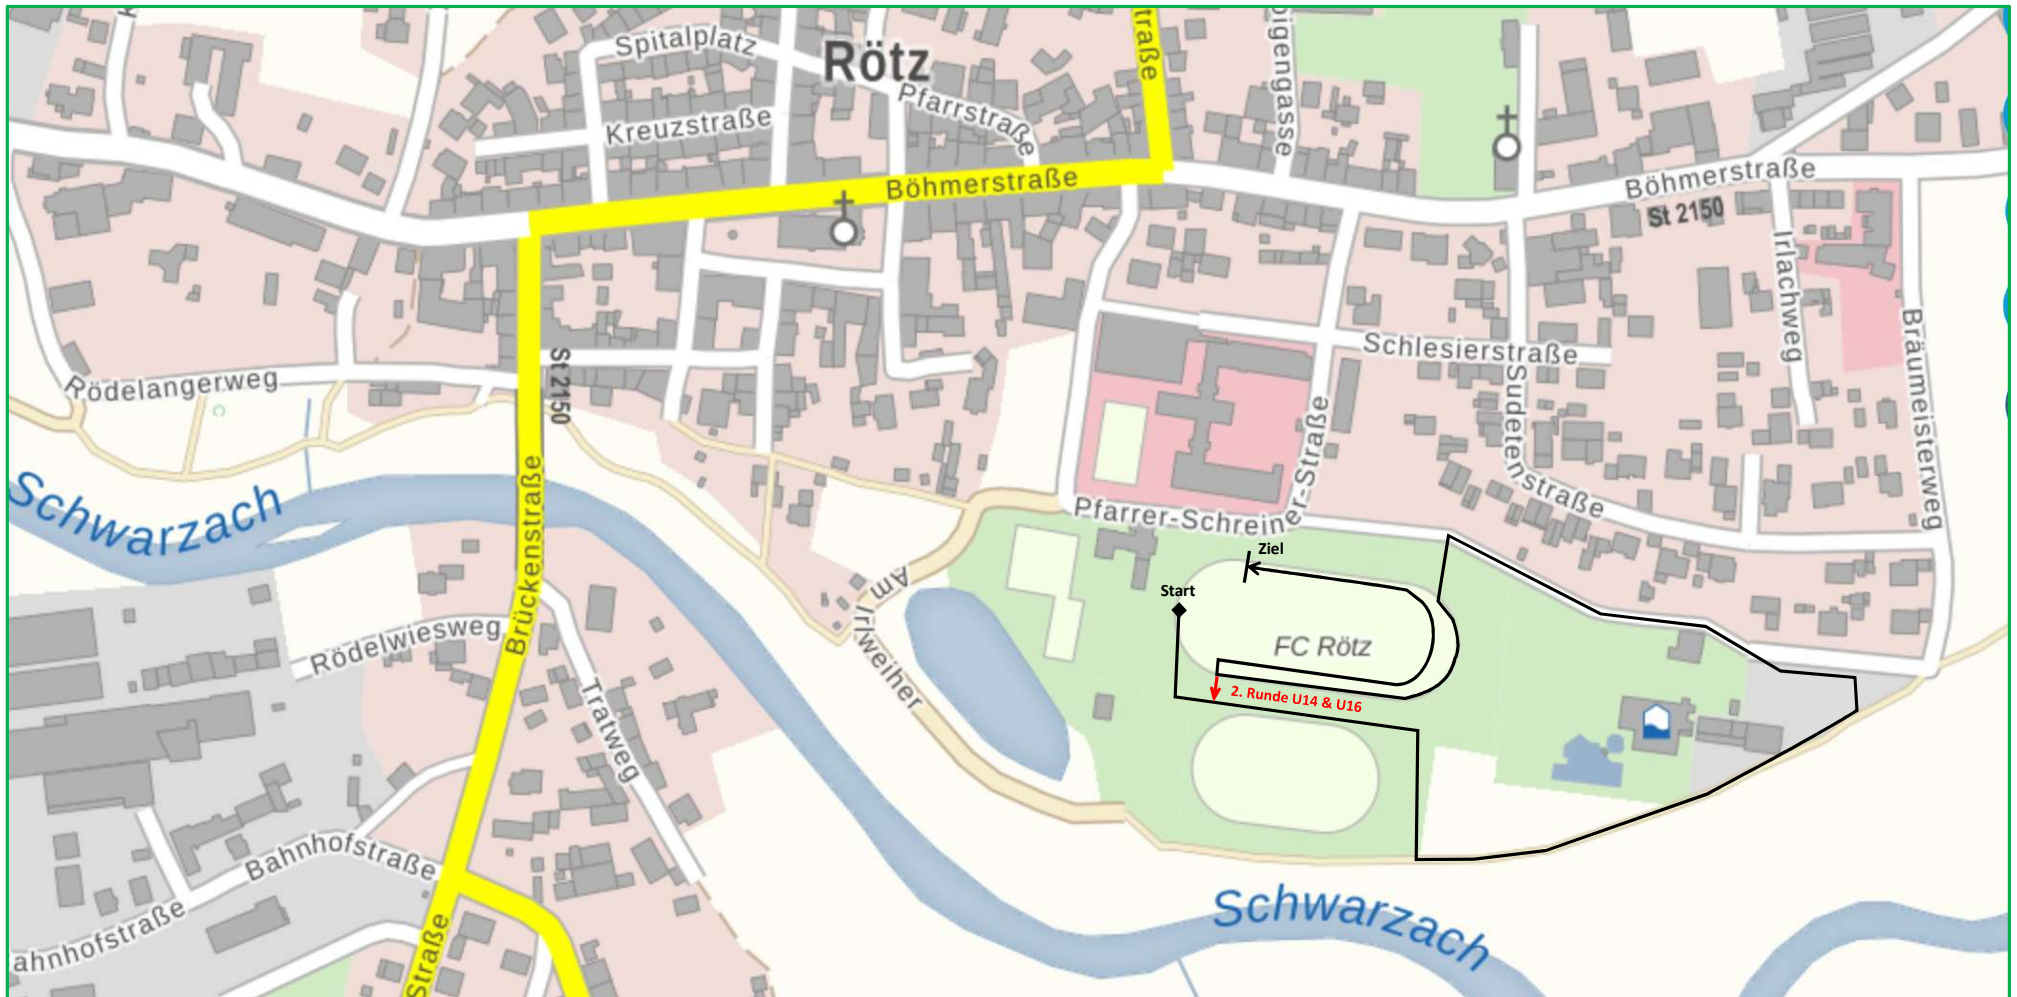 Spitalplatz
Rötz
Pfarrstraße
Kreuzstraße
Böhmerstraße
Böhmerstraße
St 2150
Irlachweg
Bräumeisterweg
Schlesierstraße
Sudetenstraße
Rödelangerweg
St 2150
Schwarzach
Brückenstraße
Pfarrer-Schreiner-Straße
Am Irlweiher
Ziel
Start
FC Rötz
2. Runde U14 & U16
Rödelwiesweg
Tratweg
Bahnhofstraße
ahnhofstraße
Straße
Schwarzach